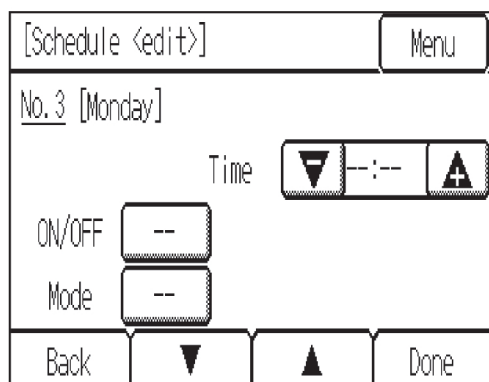 [Schedule <edit>] Menu
No. 3 [Monday]
Time --:--
ON/OFF --
Mode --
Back ▼ ▲ Done